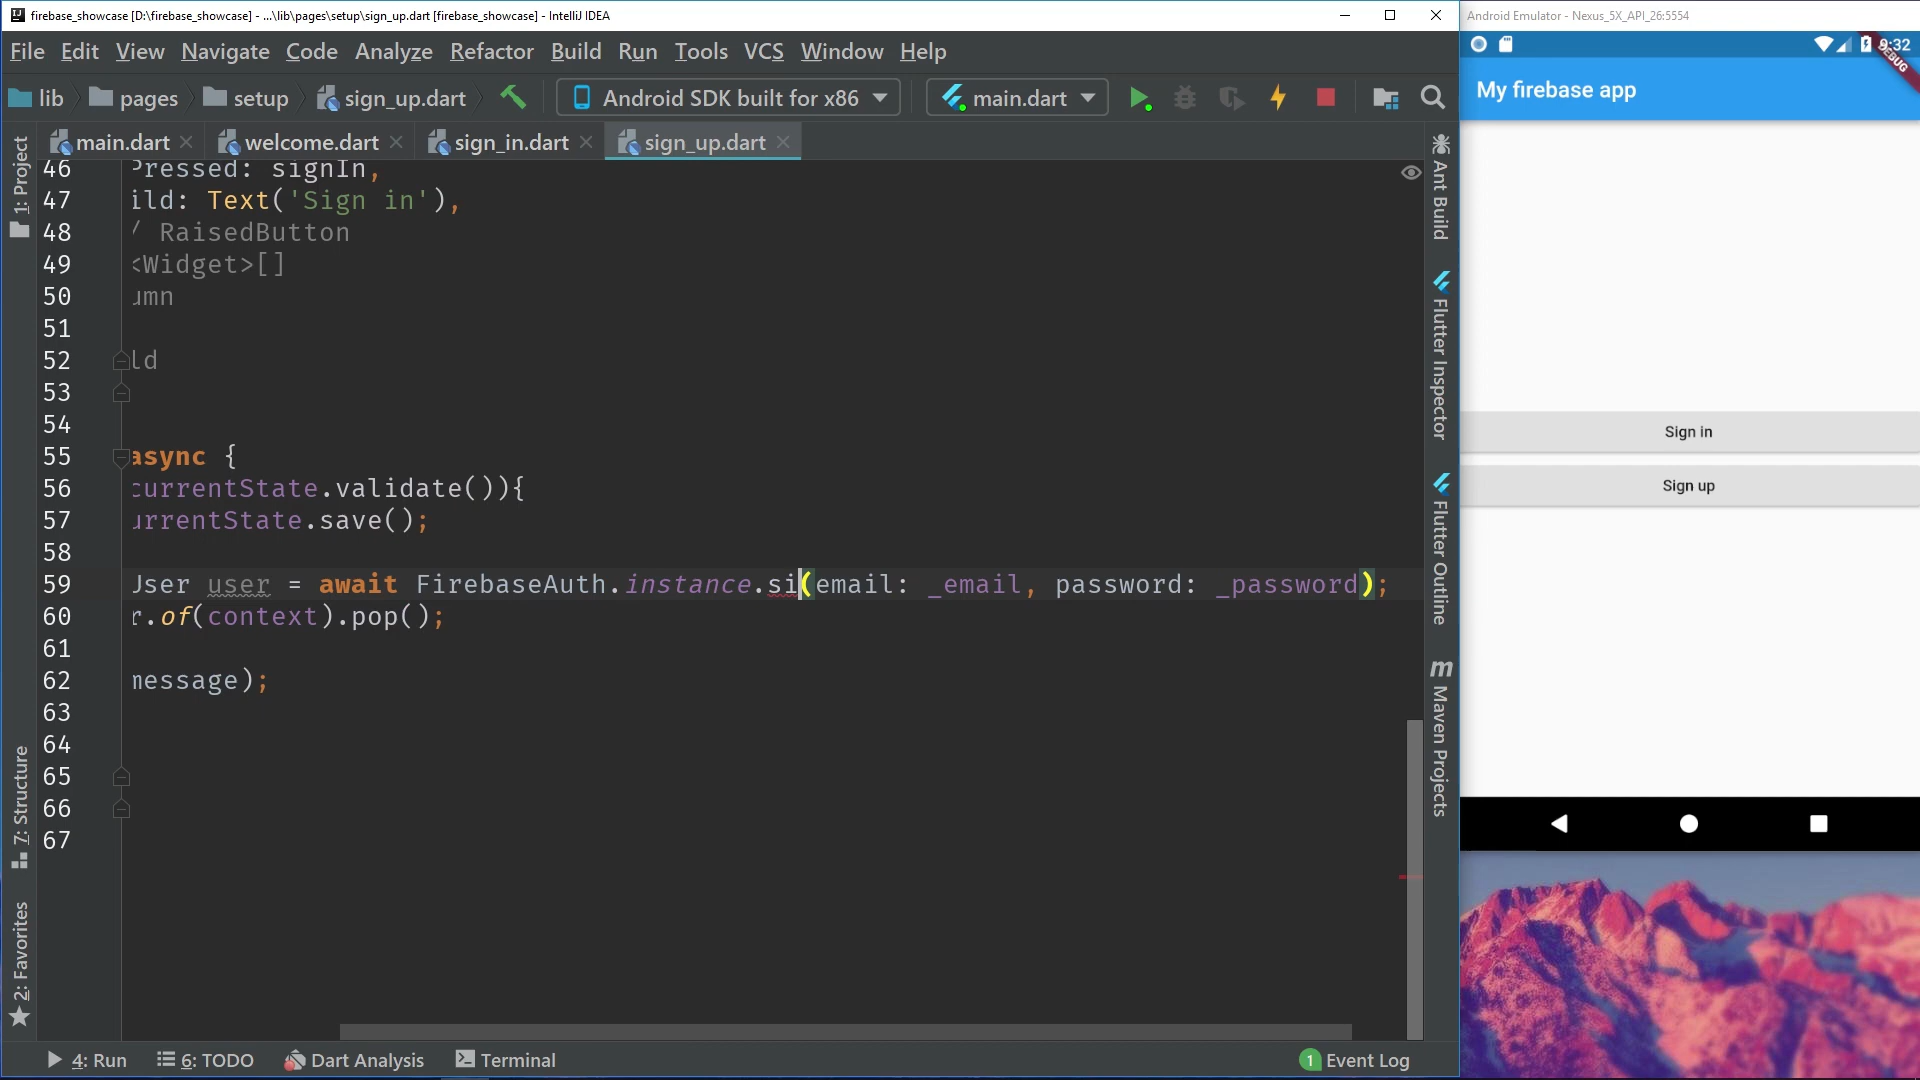 firebase_showcase [D:\firebase_showcase] - ...\lib\pages\setup\sign_up.dart [firebase_showcase] - IntelliJ IDEA
File Edit View Navigate Code Analyze Refactor Build Run Tools VCS Window Help
lib pages setup sign_up.dart Android SDK built for x86 main.dart
main.dart welcome.dart sign_in.dart sign_up.dart
1: Project
7: Structure
2: Favorites
46 Pressed: signIn,
47 ild: Text('Sign in'),
48 / RaisedButton
49 <Widget>[]
50 umn
51
52 ld
53
54
55 async {
56 currentState.validate()){
57 urrentState.save();
58
59 User user = await FirebaseAuth.instance.si(email: _email, password: _password);
60 r.of(context).pop();
61
62 message);
63
64
65
66
67
Ant Build
Flutter Inspector
Flutter Outline
m Maven Projects
4: Run 6: TODO Dart Analysis Terminal 1 Event Log
Android Emulator - Nexus_5X_API_26:5554
9:32
DEBUG
My firebase app
Sign in
Sign up